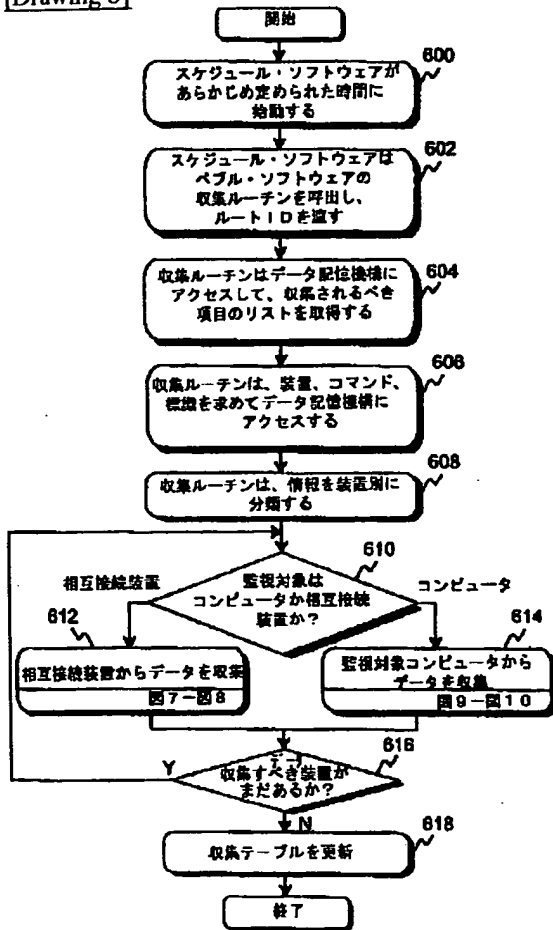 [Drawing 6]
開始
600
スケジュール・ソフトウェアが
あらかじめ定められた時間に
始動する
602
スケジュール・ソフトウェアは
ペブル・ソフトウェアの
収集ルーチンを呼出し、
ルートIDを渡す
604
収集ルーチンはデータ記憶機構に
アクセスして、収集されるべき
項目のリストを取得する
606
収集ルーチンは、装置、コマンド、
標識を求めてデータ記憶機構に
アクセスする
608
収集ルーチンは、情報を装置別に
分類する
610
相互接続装置
監視対象は
コンピュータか相互接続
装置か?
コンピュータ
612
相互接続装置からデータを収集
図7-図8
614
監視対象コンピュータから
データを収集
図9-図10
616
Y
データ
収集すべき装置が
まだあるか?
N
618
収集テーブルを更新
終了